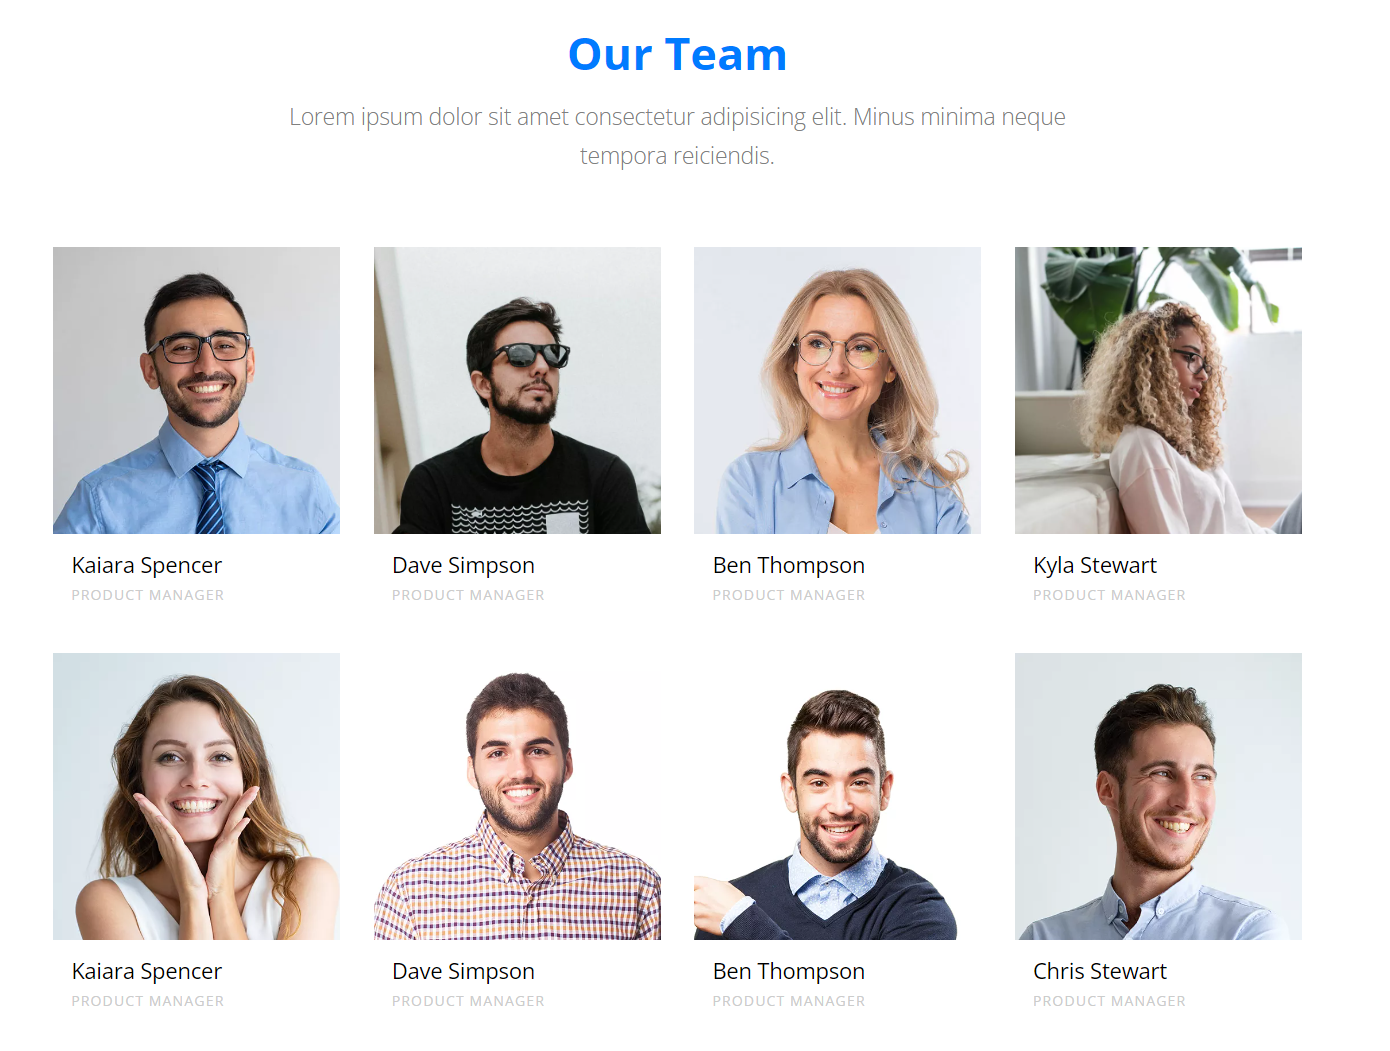 Our Team
Lorem ipsum dolor sit amet consectetur adipisicing elit. Minus minima neque
tempora reiciendis.
Kaiara Spencer
PRODUCT MANAGER
Dave Simpson
PRODUCT MANAGER
Ben Thompson
PRODUCT MANAGER
Kyla Stewart
PRODUCT MANAGER
Kaiara Spencer
PRODUCT MANAGER
Dave Simpson
PRODUCT MANAGER
Ben Thompson
PRODUCT MANAGER
Chris Stewart
PRODUCT MANAGER